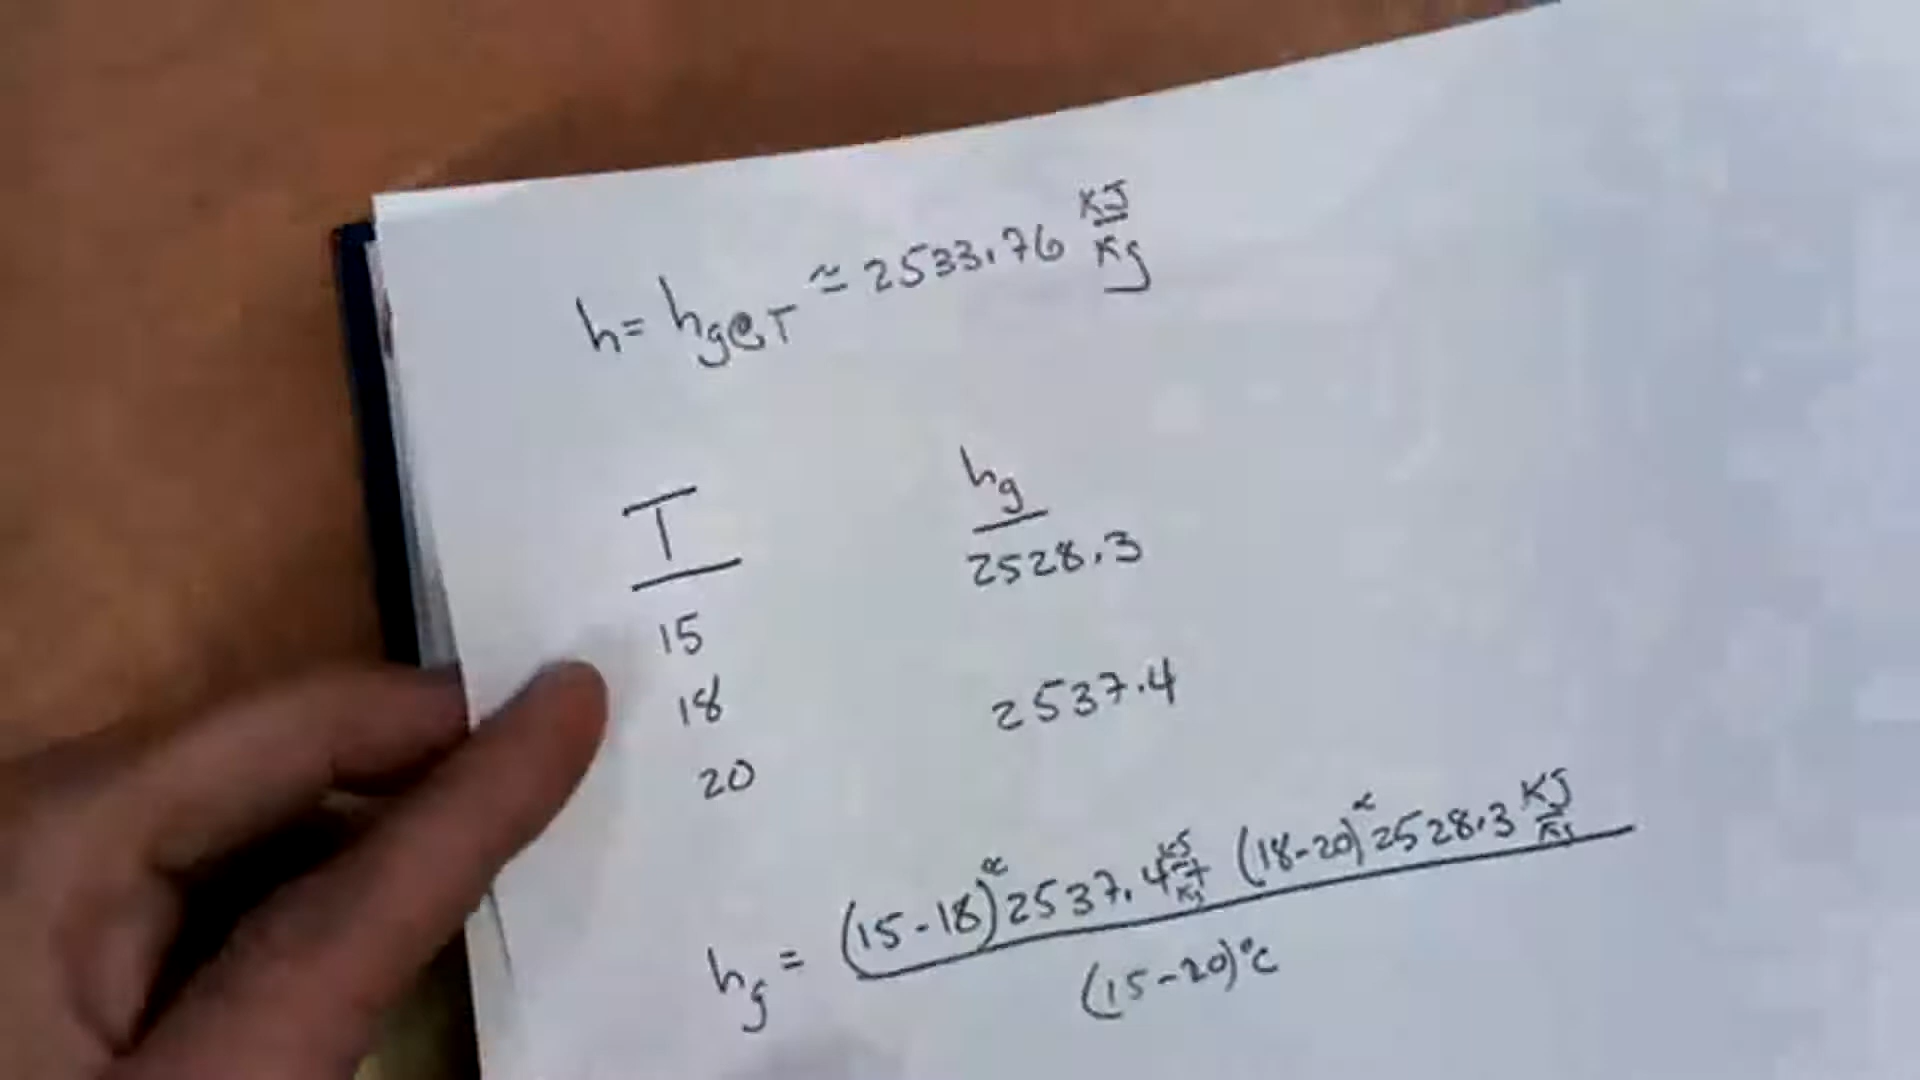 h = hg@T ≈ 2533.76 KJ/Kg
T hg
15 2528.3
18
20 2537.4
hg = (15-18)°2537.4 KJ/Kg (18-20)°2528.3 KJ/Kg
(15-20)°C